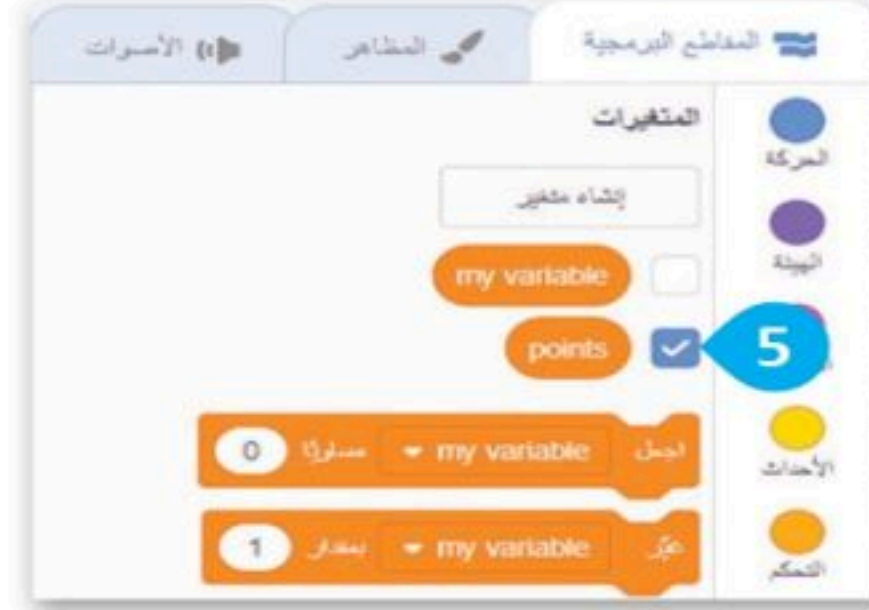 المقاطع البرمجية
المظاهر
الأصوات
المتغيرات
إنشاء متغير
my variable
points
5
اجعل my variable مساويًا 0
غيّر my variable بمقدار 1
الحركة
الهيئة
الأحداث
التحكم